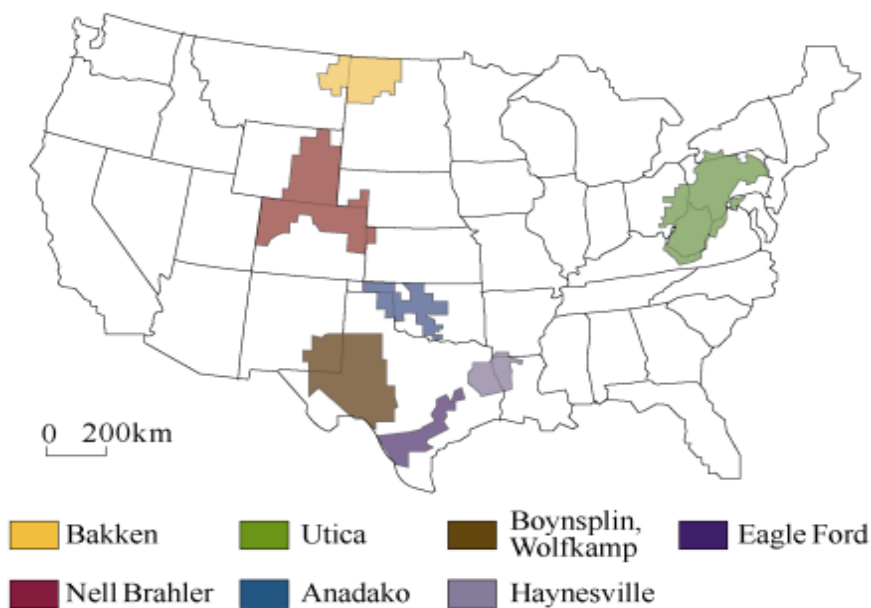 0 200km
Bakken
Utica
Boynsplin,
Wolfkamp
Eagle Ford
Nell Brahler
Anadako
Haynesville